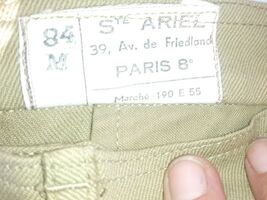 84 M
Sté ARIEL
39, Av. de Friedland
PARIS 8ᵉ
Marché 190 E 55